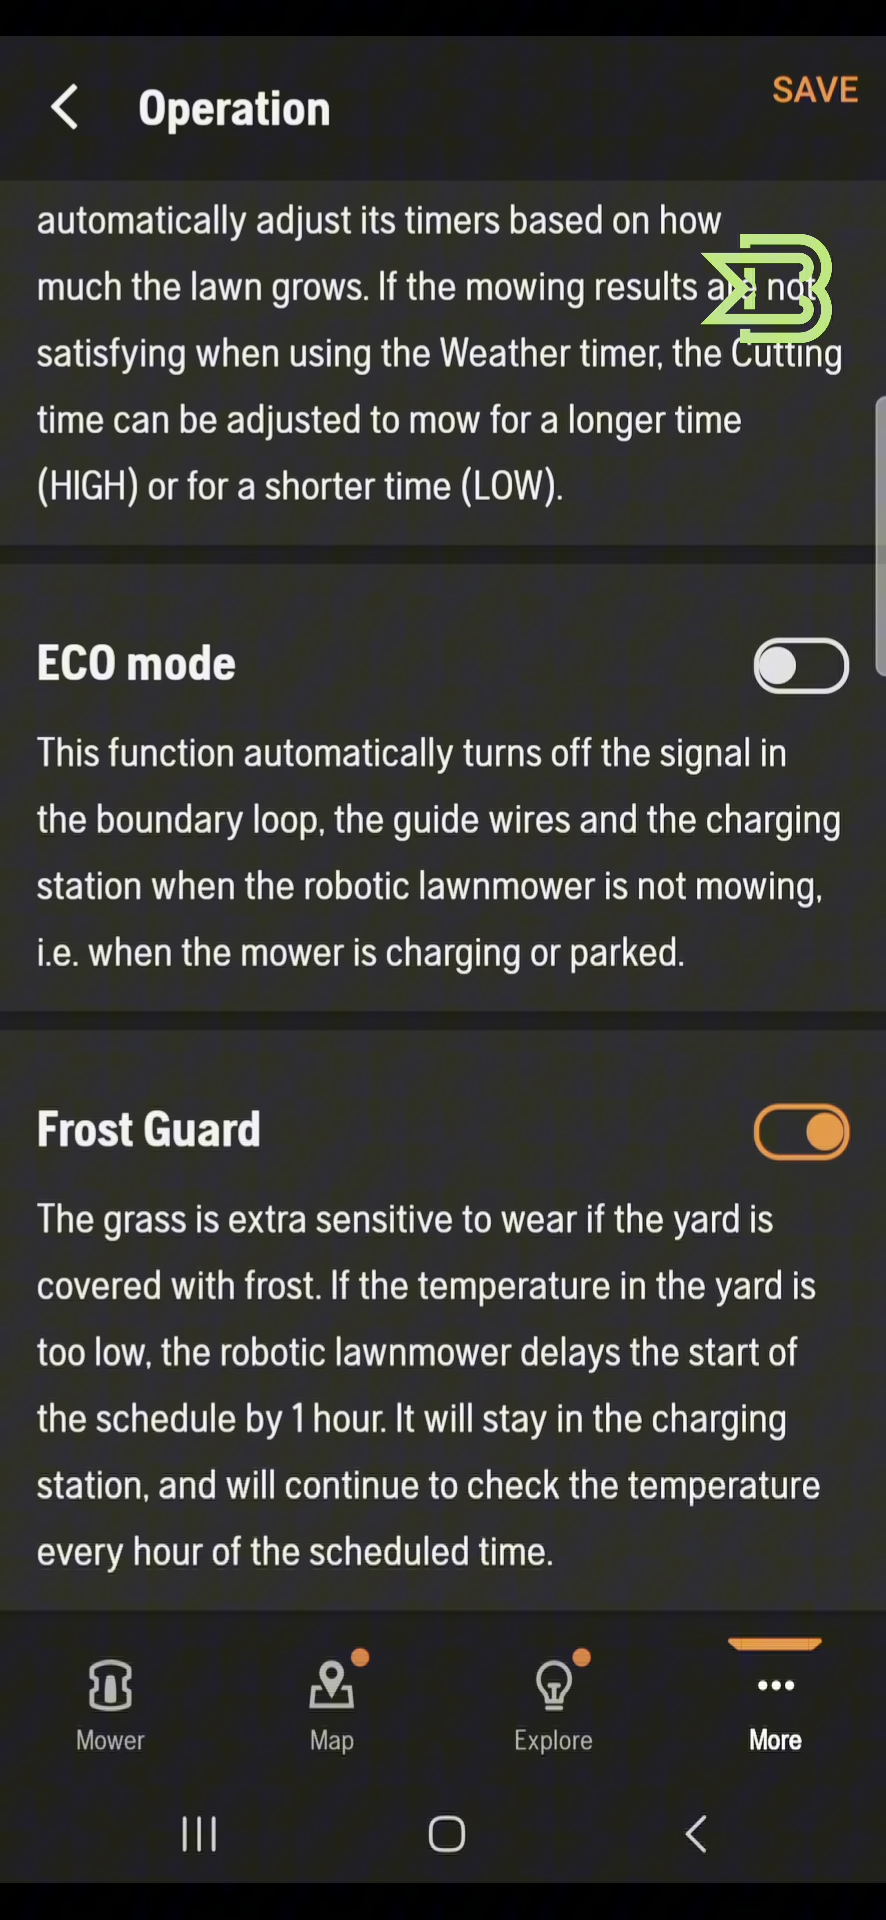 Operation
SAVE
automatically adjust its timers based on how
much the lawn grows. If the mowing results are not
satisfying when using the Weather timer, the Cutting
time can be adjusted to mow for a longer time
(HIGH) or for a shorter time (LOW).
ECO mode
This function automatically turns off the signal in
the boundary loop, the guide wires and the charging
station when the robotic lawnmower is not mowing,
i.e. when the mower is charging or parked.
Frost Guard
The grass is extra sensitive to wear if the yard is
covered with frost. If the temperature in the yard is
too low, the robotic lawnmower delays the start of
the schedule by 1 hour. It will stay in the charging
station, and will continue to check the temperature
every hour of the scheduled time.
Mower
Map
Explore
More